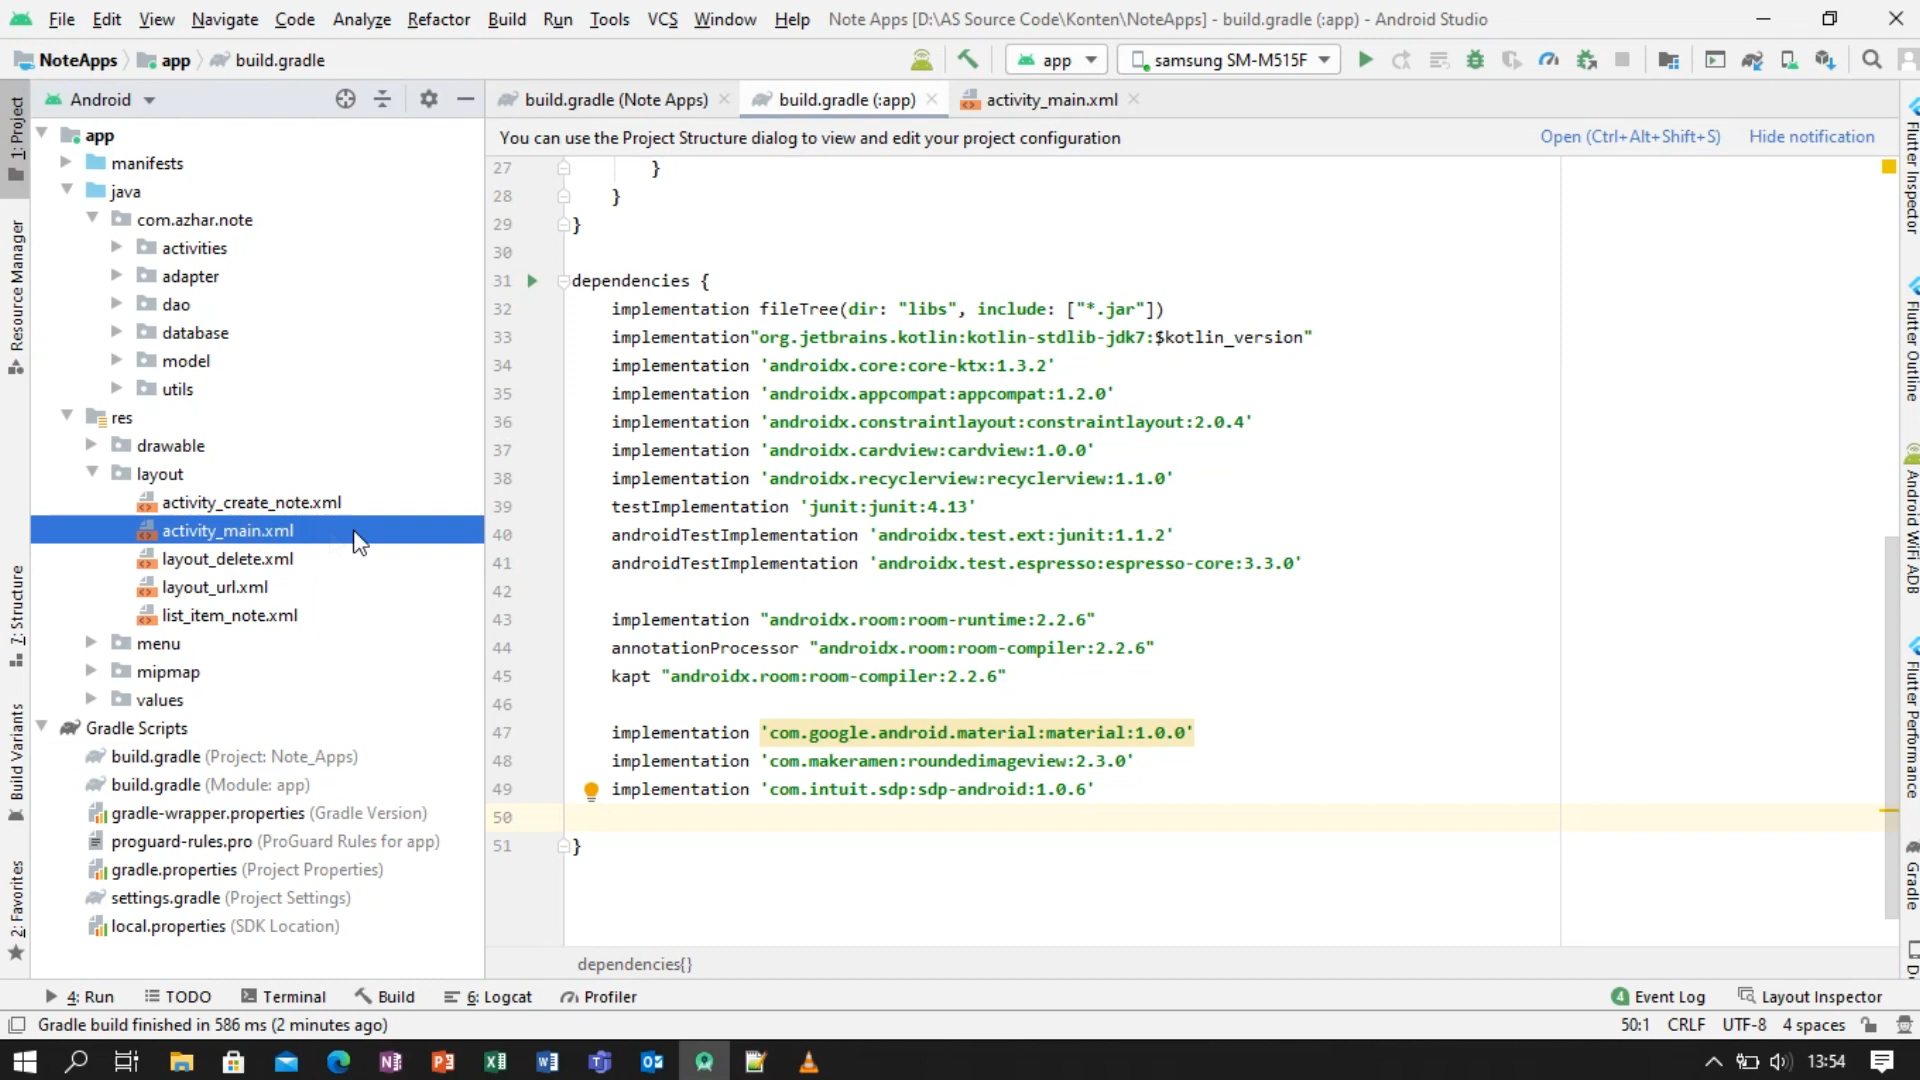 File Edit View Navigate Code Analyze Refactor Build Run Tools VCS Window Help Note Apps [D:\AS Source Code\Konten\NoteApps] - build.gradle (:app) - Android Studio
NoteApps app build.gradle app samsung SM-M515F
1: Project
Resource Manager
7: Structure
Build Variants
2: Favorites
Android
app
manifests
java
com.azhar.note
activities
adapter
dao
database
model
utils
res
drawable
layout
activity_create_note.xml
activity_main.xml
layout_delete.xml
layout_url.xml
list_item_note.xml
menu
mipmap
values
Gradle Scripts
build.gradle (Project: Note_Apps)
build.gradle (Module: app)
gradle-wrapper.properties (Gradle Version)
proguard-rules.pro (ProGuard Rules for app)
gradle.properties (Project Properties)
settings.gradle (Project Settings)
local.properties (SDK Location)
build.gradle (Note Apps) build.gradle (:app) activity_main.xml
You can use the Project Structure dialog to view and edit your project configuration Open (Ctrl+Alt+Shift+S) Hide notification
27 }
28 }
29 }
30
31 dependencies {
32 implementation fileTree(dir: "libs", include: ["*.jar"])
33 implementation"org.jetbrains.kotlin:kotlin-stdlib-jdk7:$kotlin_version"
34 implementation 'androidx.core:core-ktx:1.3.2'
35 implementation 'androidx.appcompat:appcompat:1.2.0'
36 implementation 'androidx.constraintlayout:constraintlayout:2.0.4'
37 implementation 'androidx.cardview:cardview:1.0.0'
38 implementation 'androidx.recyclerview:recyclerview:1.1.0'
39 testImplementation 'junit:junit:4.13'
40 androidTestImplementation 'androidx.test.ext:junit:1.1.2'
41 androidTestImplementation 'androidx.test.espresso:espresso-core:3.3.0'
42
43 implementation "androidx.room:room-runtime:2.2.6"
44 annotationProcessor "androidx.room:room-compiler:2.2.6"
45 kapt "androidx.room:room-compiler:2.2.6"
46
47 implementation 'com.google.android.material:material:1.0.0'
48 implementation 'com.makeramen:roundedimageview:2.3.0'
49 implementation 'com.intuit.sdp:sdp-android:1.0.6'
50
51 }
dependencies{}
Flutter Inspector
Flutter Outline
Android WiFi ADB
Flutter Performance
Gradle
4: Run TODO Terminal Build 6: Logcat Profiler 4 Event Log Layout Inspector
Gradle build finished in 586 ms (2 minutes ago) 50:1 CRLF UTF-8 4 spaces
13:54